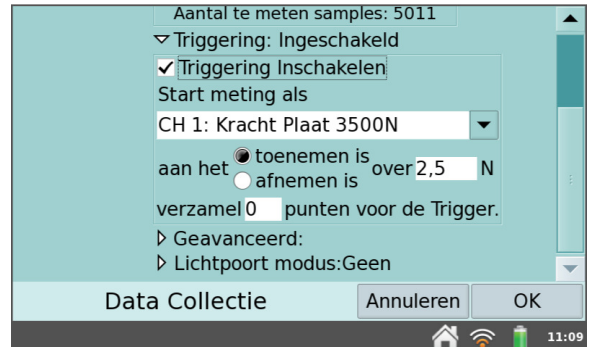 Aantal te meten samples: 5011
Triggering: Ingeschakeld
Triggering Inschakelen
Start meting als
CH 1: Kracht Plaat 3500N
aan het toenemen is over 2,5 N
afnemen is
verzamel 0 punten voor de Trigger.
Geavanceerd:
Lichtpoort modus:Geen
Data Collectie Annuleren OK
11:09